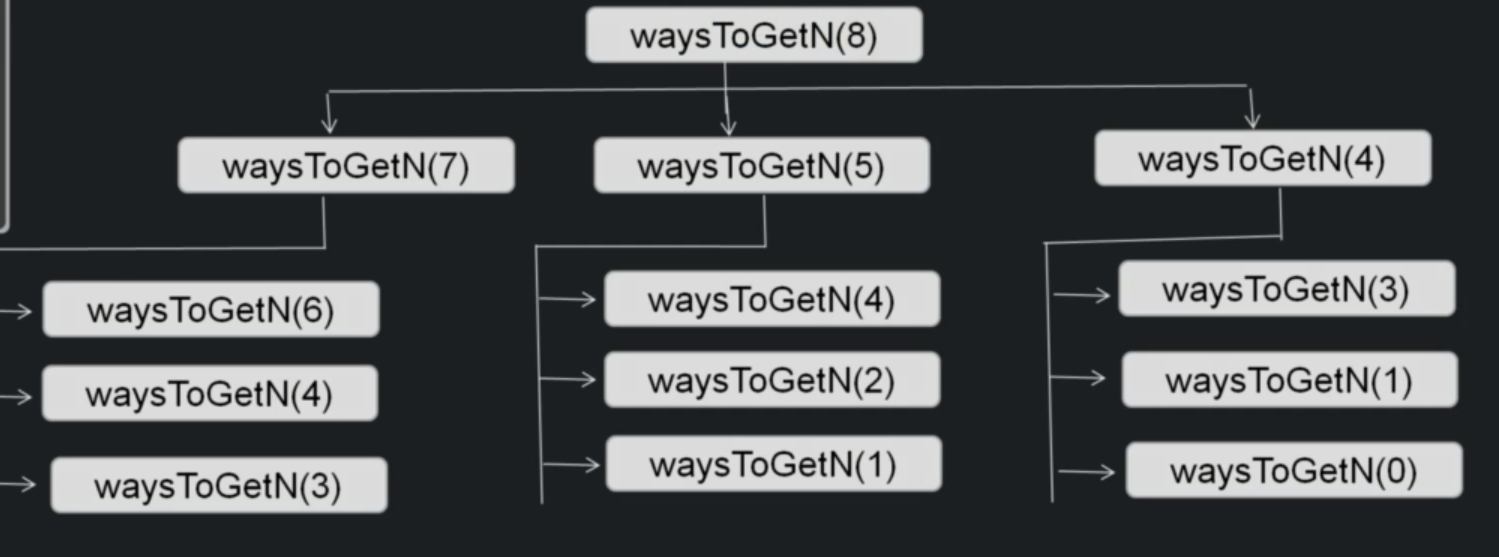 waysToGetN(8)
waysToGetN(7)
waysToGetN(5)
waysToGetN(4)
waysToGetN(6)
waysToGetN(4)
waysToGetN(3)
waysToGetN(4)
waysToGetN(2)
waysToGetN(1)
waysToGetN(3)
waysToGetN(1)
waysToGetN(0)